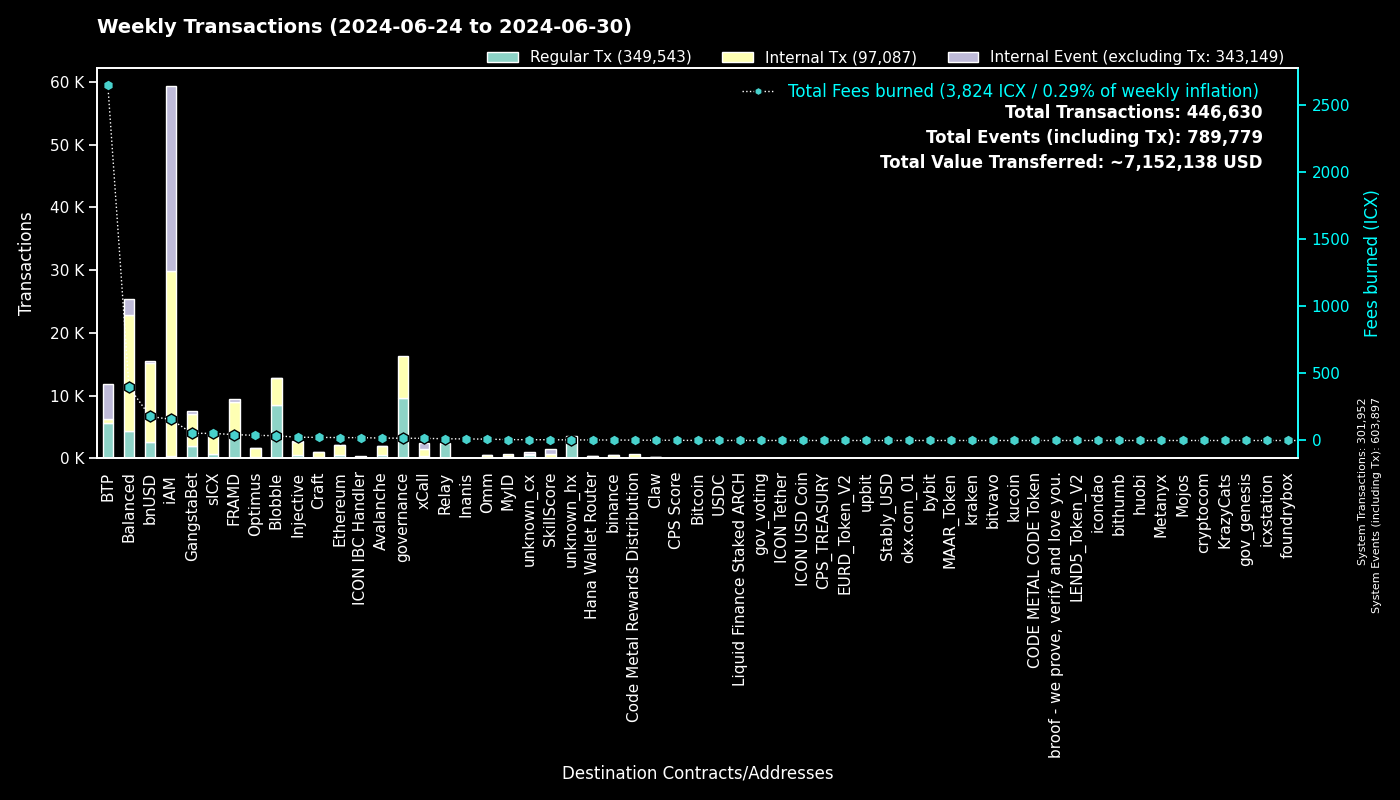 Weekly Transactions (2024-06-24 to 2024-06-30)
Regular Tx (349,543)
Internal Tx (97,087)
Internal Event (excluding Tx: 343,149)
Total Fees burned (3,824 ICX / 0.29% of weekly inflation)
Total Transactions: 446,630
Total Events (including Tx): 789,779
Total Value Transferred: ~7,152,138 USD
Transactions
60 K
50 K
40 K
30 K
20 K
10 K
0 K
2500
2000
1500
1000
500
0
Fees burned (ICX)
System Transactions: 301,952
System Events (including Tx): 603,897
BTP
Balanced
bnUSD
iAM
GangstaBet
sICX
FRAMD
Optimus
Blobble
Injective
Craft
Ethereum
ICON IBC Handler
Avalanche
governance
xCall
Relay
Inanis
Omm
MyID
unknown_cx
SkillScore
unknown_hx
Hana Wallet Router
binance
Code Metal Rewards Distribution
Claw
CPS Score
Bitcoin
USDC
Liquid Finance Staked ARCH
gov_voting
ICON Tether
ICON USD Coin
CPS_TREASURY
EURD_Token_V2
upbit
Stably_USD
okx.com_01
bybit
MAAR_Token
kraken
bitvavo
kucoin
CODE METAL CODE Token
broof - we prove, verify and love you.
LEND5_Token_V2
icondao
bithumb
huobi
Metanyx
Mojos
cryptocom
KrazyCats
gov_genesis
icxstation
foundrybox
Destination Contracts/Addresses